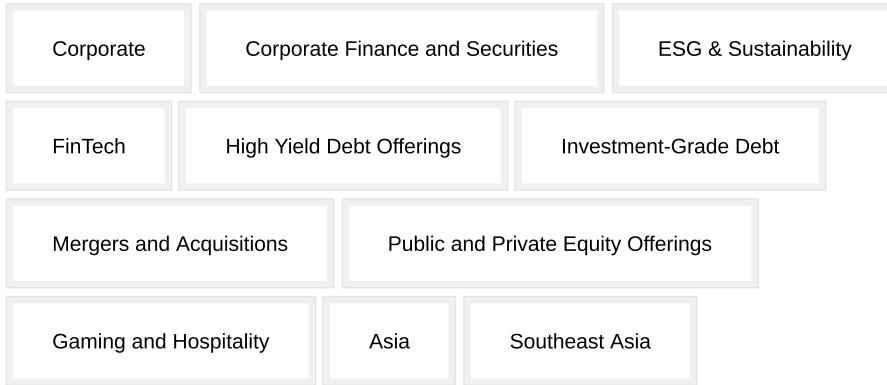 Corporate Corporate Finance and Securities ESG & Sustainability
FinTech High Yield Debt Offerings Investment-Grade Debt
Mergers and Acquisitions Public and Private Equity Offerings
Gaming and Hospitality Asia Southeast Asia